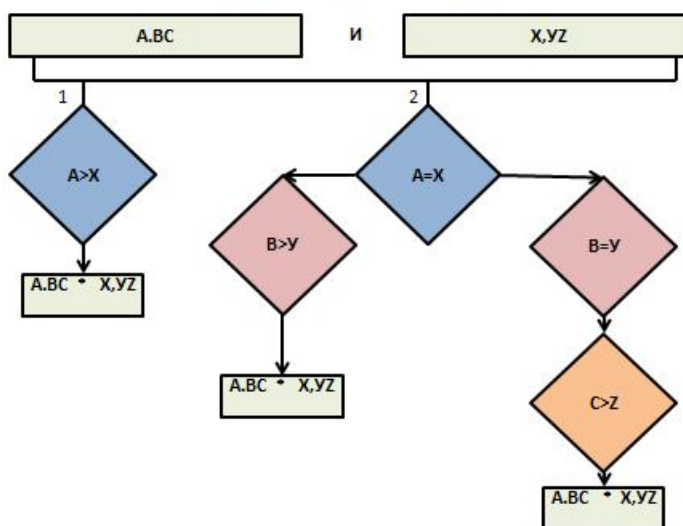 А.ВС и Х,УZ
1 2
А>Х А=Х
В>У В=У
А.ВС * Х,УZ
А.ВС * Х,УZ
С>Z
А.ВС * Х,УZ